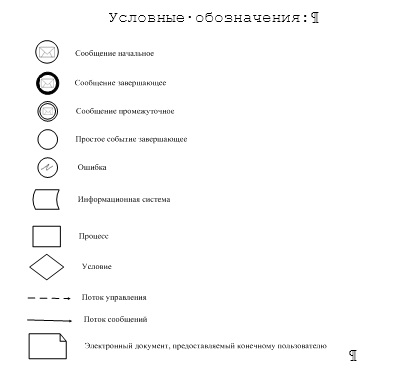 Условные·обозначения:¶
Сообщение начальное
Сообщение завершающее
Сообщение промежуточное
Простое событие завершающее
Ошибка
Информационная система
Процесс
Условие
Поток управления
Поток сообщений
Электронный документ, предоставляемый конечному пользователю
¶